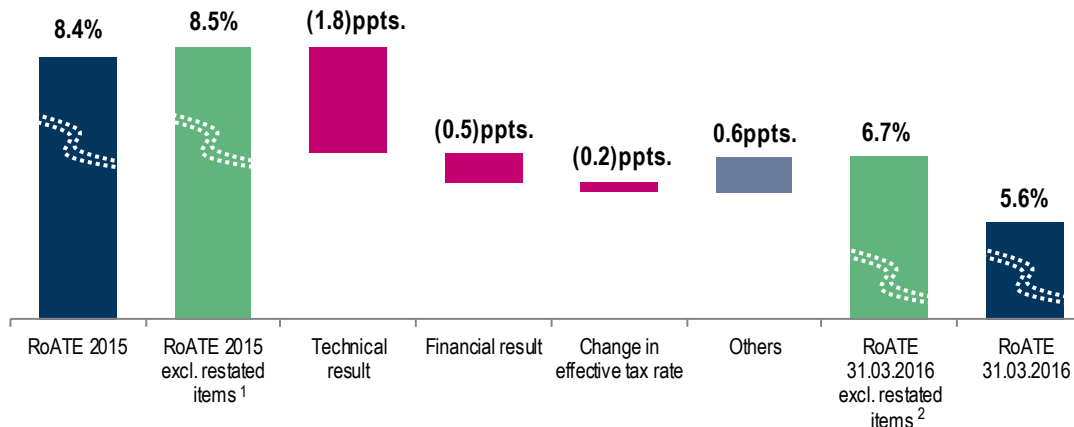 8.4%
8.5%
(1.8)ppts.
(0.5)ppts.
(0.2)ppts.
0.6ppts.
6.7%
5.6%
RoATE 2015
RoATE 2015
excl. restated
items 1
Technical
result
Financial result
Change in
effective tax rate
Others
RoATE
31.03.2016
excl. restated
items 2
RoATE
31.03.2016